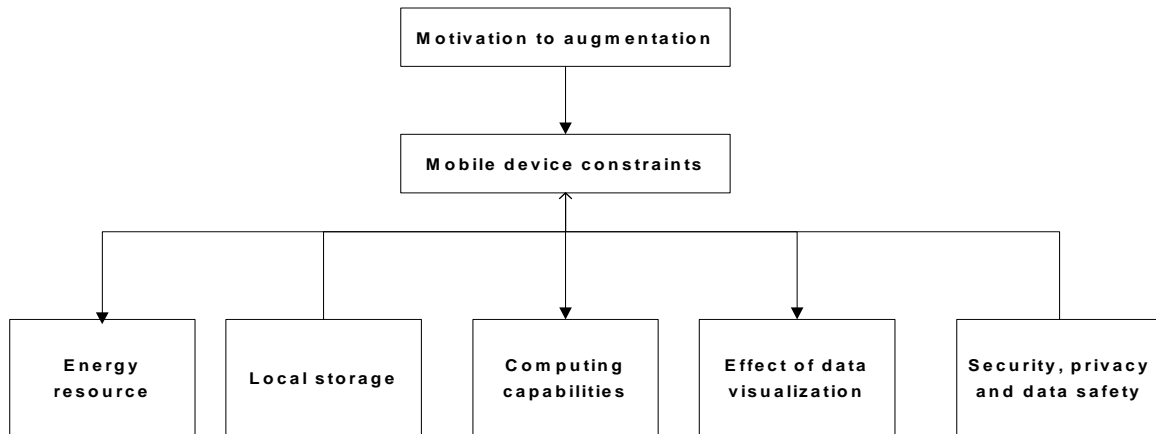 Motivation to augmentation
Mobile device constraints
Energy
resource
Local storage
Computing
capabilities
Effect of data
visualization
Security, privacy
and data safety